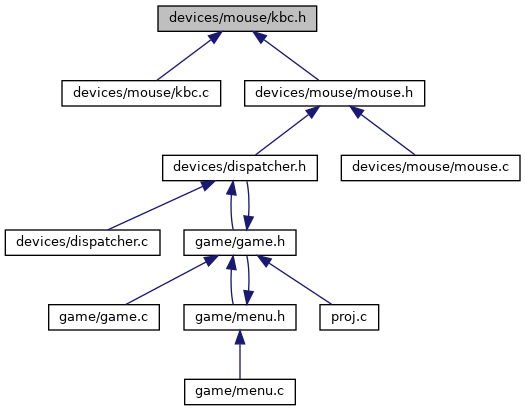 devices/mouse/kbc.h
devices/mouse/kbc.c
devices/mouse/mouse.h
devices/dispatcher.h
devices/mouse/mouse.c
devices/dispatcher.c
game/game.h
game/game.c
game/menu.h
proj.c
game/menu.c